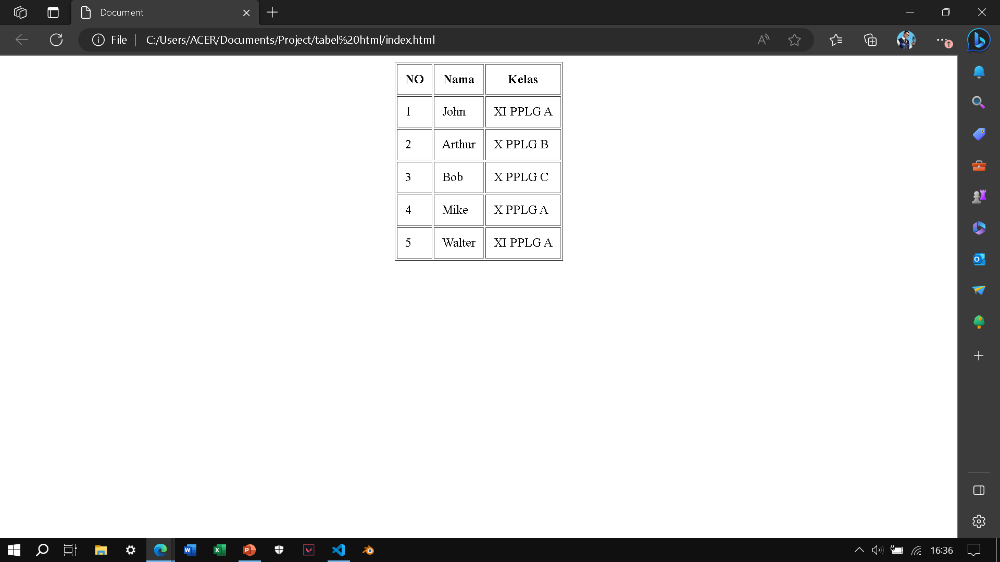 Document
File
C:/Users/ACER/Documents/Project/tabel%20html/index.html
NO Nama Kelas
1 John XI PPLG A
2 Arthur X PPLG B
3 Bob X PPLG C
4 Mike X PPLG A
5 Walter XI PPLG A
16:36